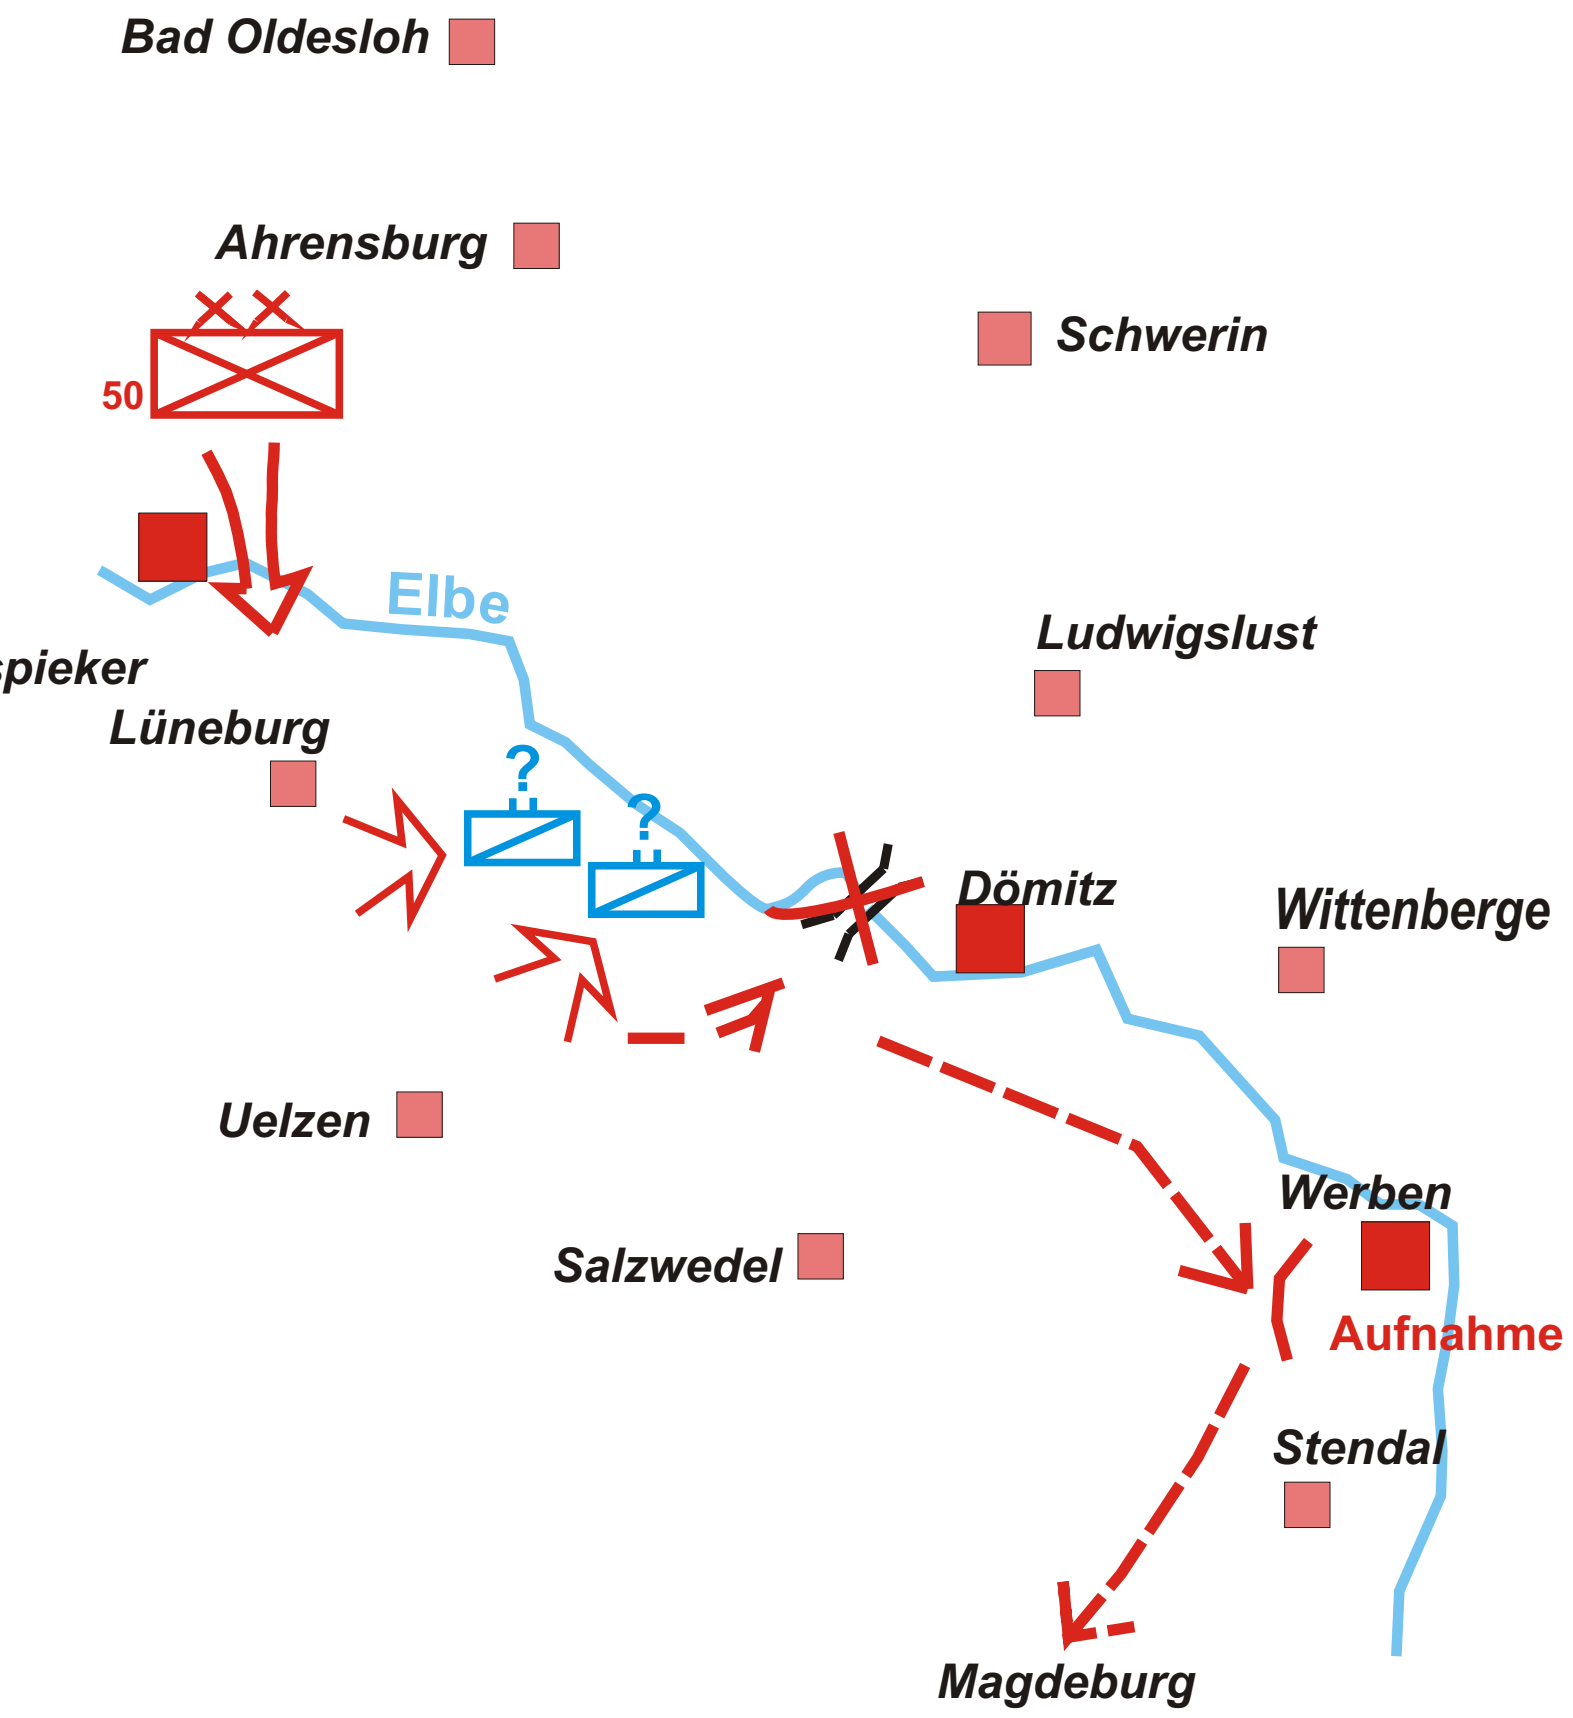 Bad Oldesloh
Ahrensburg
Schwerin
50
Elbe
Ludwigslust
spieker
Lüneburg
?
?
Dömitz
Wittenberge
Uelzen
Werben
Salzwedel
Aufnahme
Stendal
Magdeburg